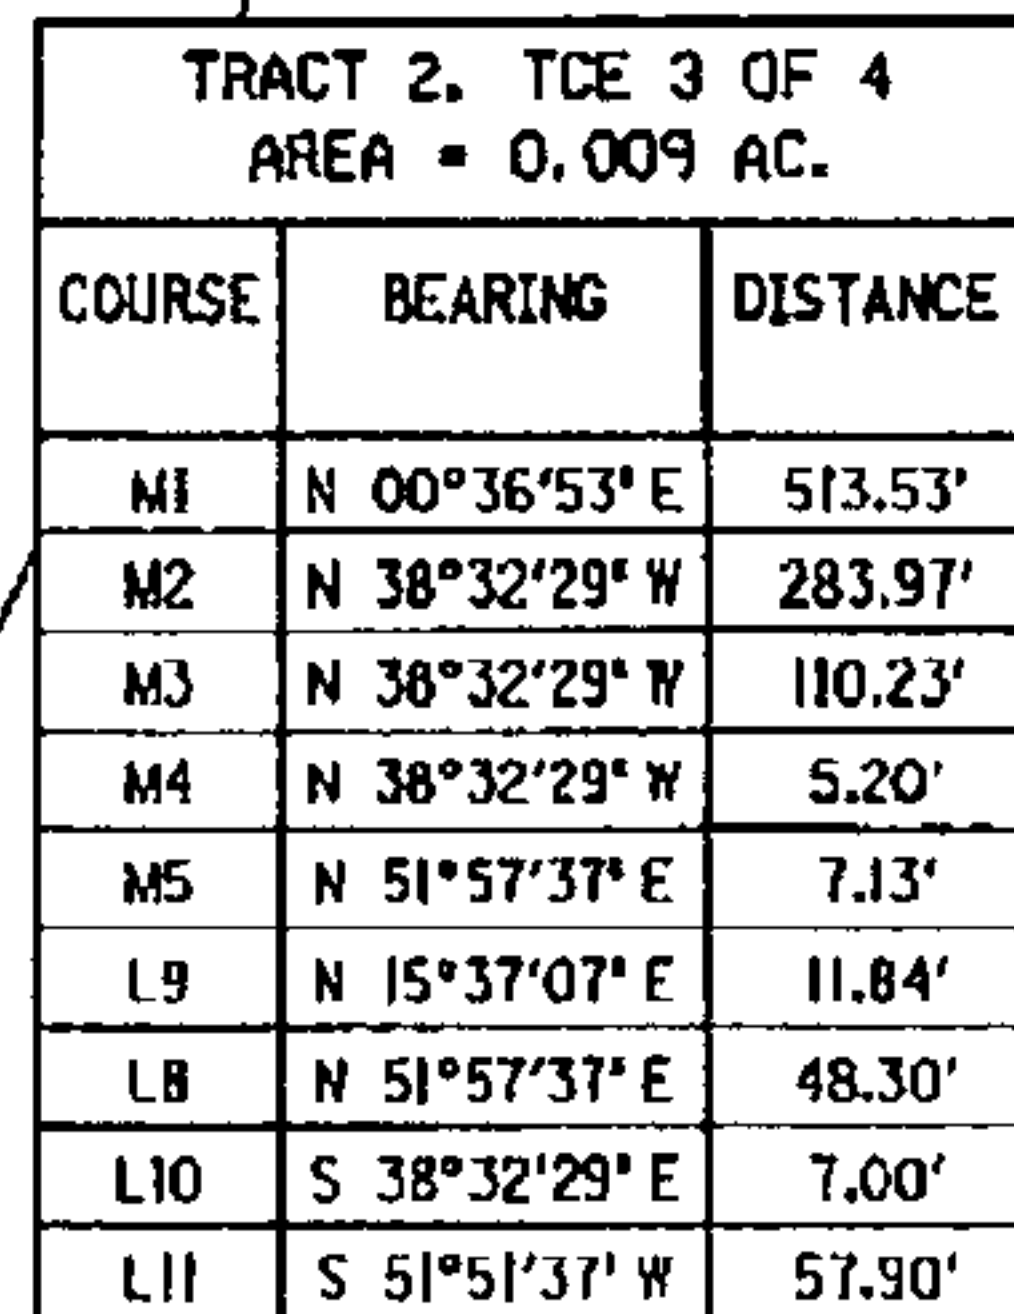 TRACT 2. TCE 3 OF 4
AREA = 0.009 AC.
COURSE BEARING DISTANCE
M1 N 00°36'53" E 513.53'
M2 N 38°32'29" W 283.97'
M3 N 38°32'29" W 110.23'
M4 N 38°32'29" W 5.20'
M5 N 51°57'37" E 7.13'
L9 N 15°37'07" E 11.84'
L8 N 51°57'37" E 48.30'
L10 S 38°32'29" E 7.00'
L11 S 51°51'37" W 57.90'